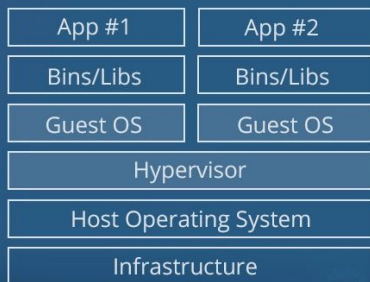 App #1 App #2
Bins/Libs Bins/Libs
Guest OS Guest OS
Hypervisor
Host Operating System
Infrastructure